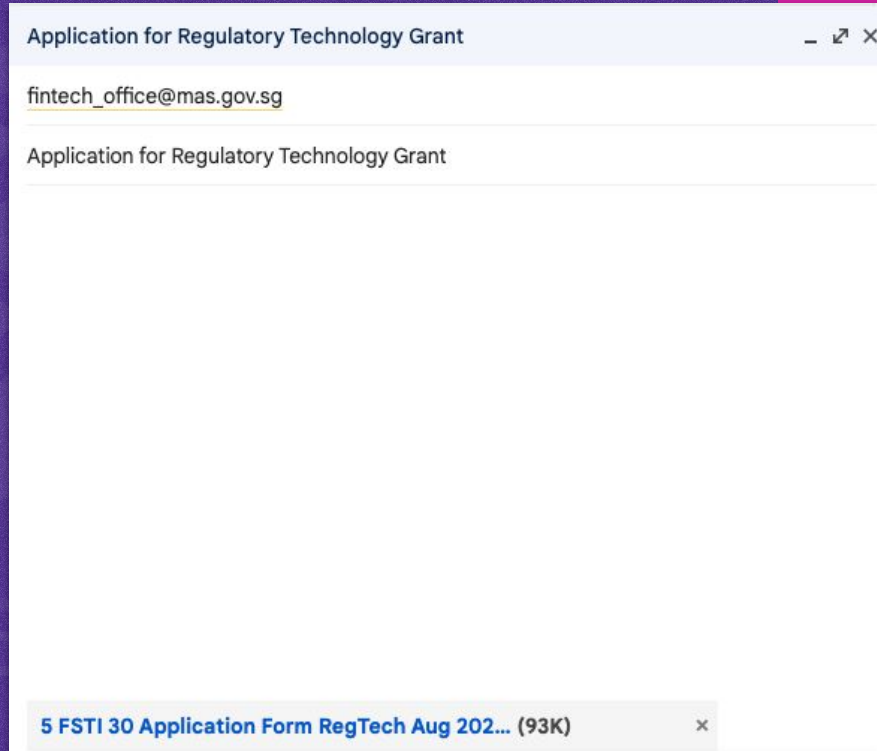 Application for Regulatory Technology Grant
fintech_office@mas.gov.sg
Application for Regulatory Technology Grant
5 FSTI 30 Application Form RegTech Aug 202... (93K)